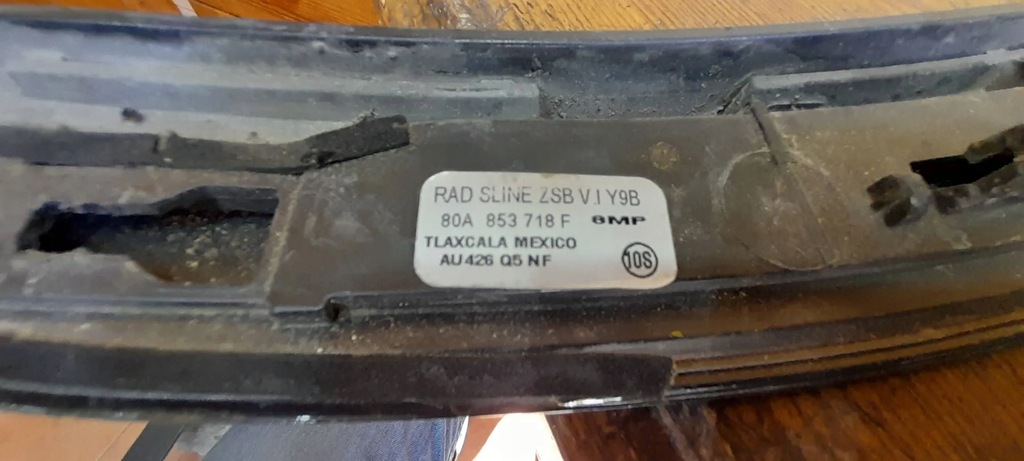 RAD SLINE ZSB V.I Y9B
80A 853 718 F 6MP
TLAXCALA MEXICO
AU426 Q5 NF 10S